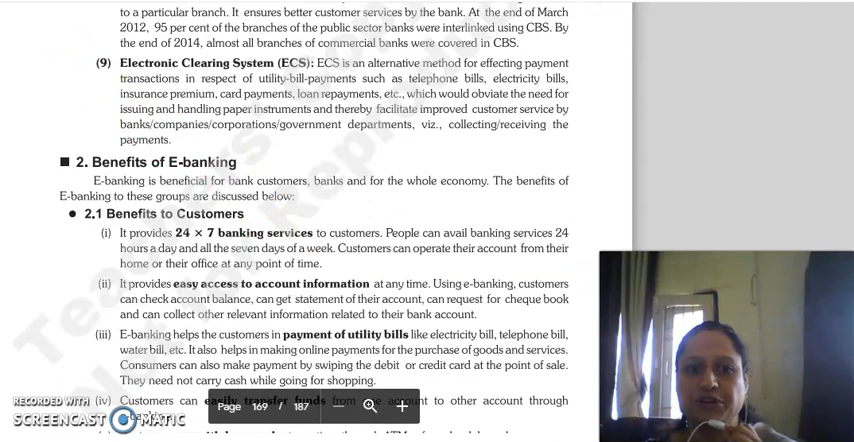 to a particular branch. It ensures better customer services by the bank. At the end of March
2012, 95 per cent of the branches of the public sector banks were interlinked using CBS. By
the end of 2014, almost all branches of commercial banks were covered in CBS.
(9) Electronic Clearing System (ECS): ECS is an alternative method for effecting payment
transactions in respect of utility-bill-payments such as telephone bills, electricity bills,
insurance premium, card payments, loan repayments, etc., which would obviate the need for
issuing and handling paper instruments and thereby facilitate improved customer service by
banks/companies/corporations/government departments, viz., collecting/receiving the
payments.
■ 2. Benefits of E-banking
E-banking is beneficial for bank customers, banks and for the whole economy. The benefits of
E-banking to these groups are discussed below:
● 2.1 Benefits to Customers
(i) It provides 24 × 7 banking services to customers. People can avail banking services 24
hours a day and all the seven days of a week. Customers can operate their account from their
home or their office at any point of time.
(ii) It provides easy access to account information at any time. Using e-banking, customers
can check account balance, can get statement of their account, can request for cheque book
and can collect other relevant information related to their bank account.
(iii) E-banking helps the customers in payment of utility bills like electricity bill, telephone bill,
water bill, etc. It also helps in making online payments for the purchase of goods and services.
Consumers can also make payment by swiping the debit or credit card at the point of sale.
They need not carry cash while going for shopping.
(iv) Customers can easily transfer funds from one account to other account through
Page 169 / 187
RECORDED WITH
SCREENCAST MATIC